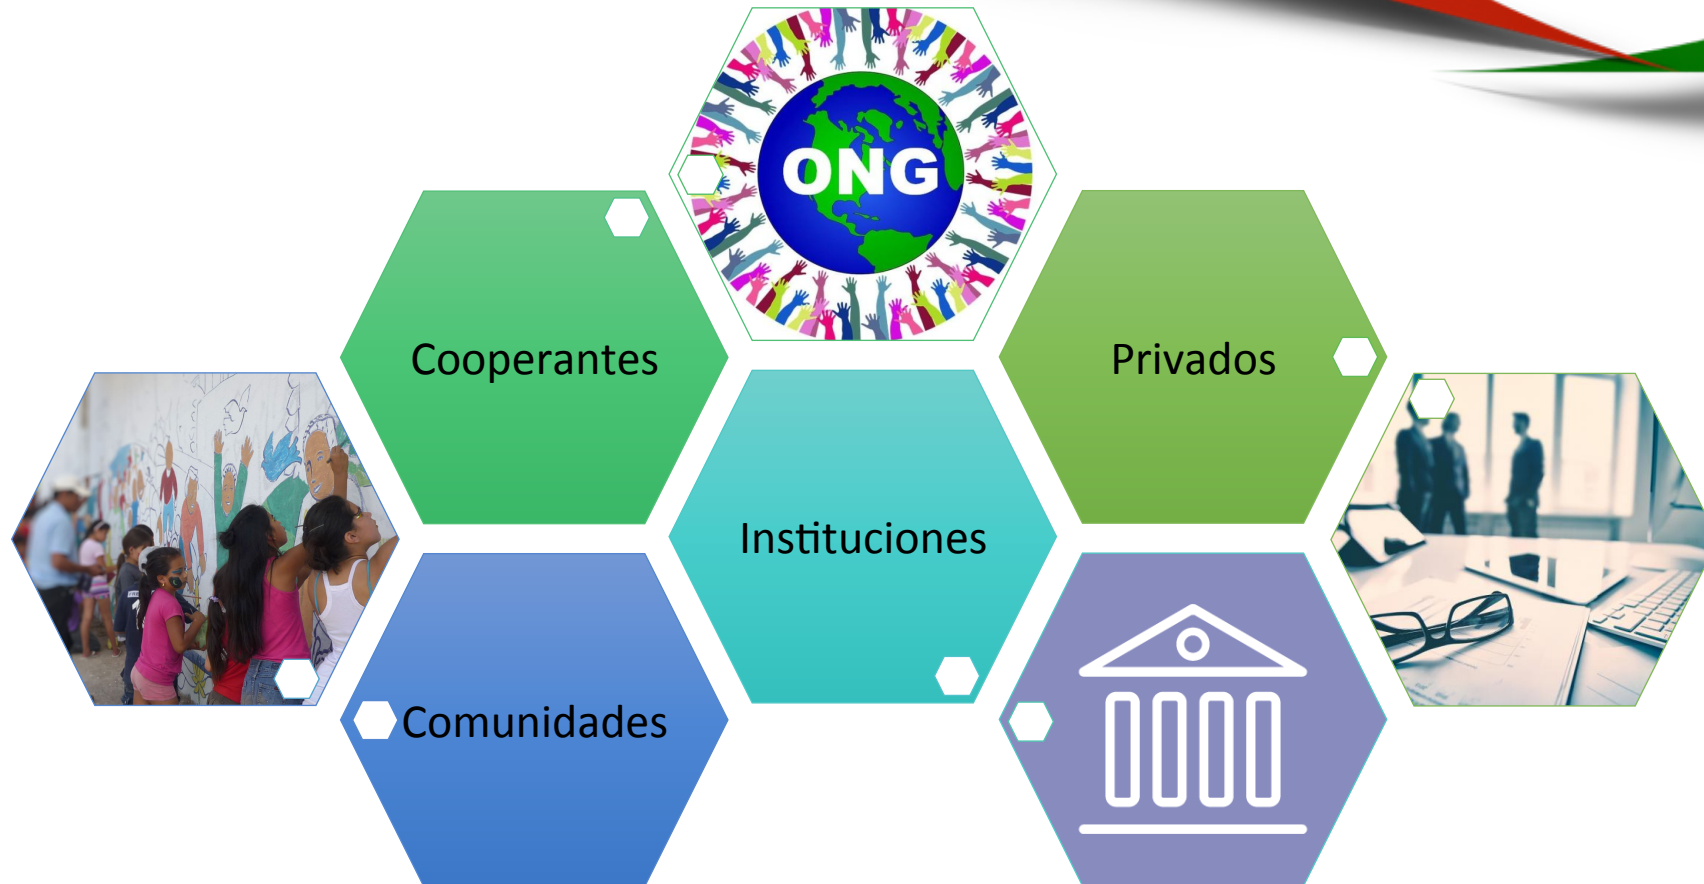 ONG
Cooperantes
Privados
Instituciones
Comunidades